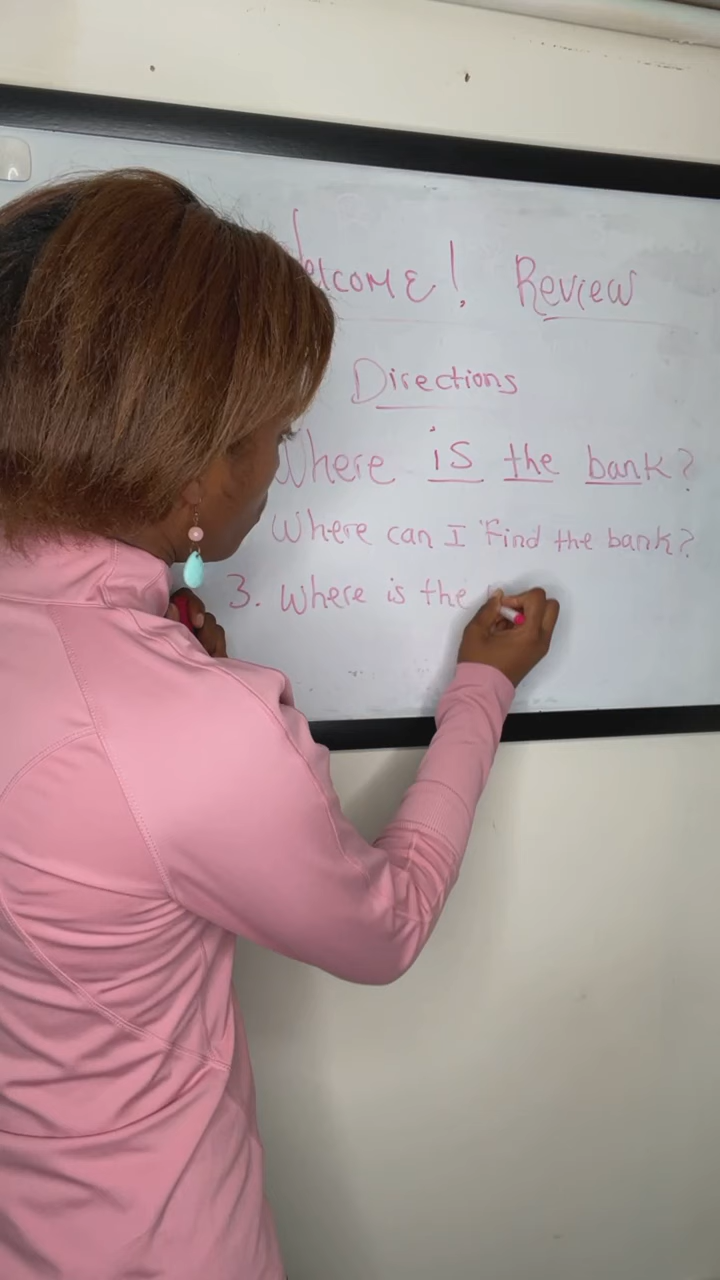 Welcome! Review
Directions
Where is the bank?
Where can I find the bank?
3. Where is the